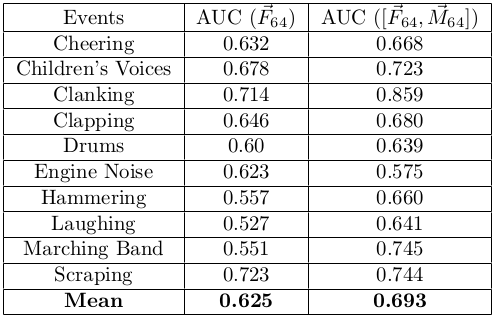 Events AUC (F⃗64) AUC ([F⃗64, M⃗64])
Cheering 0.632 0.668
Children's Voices 0.678 0.723
Clanking 0.714 0.859
Clapping 0.646 0.680
Drums 0.60 0.639
Engine Noise 0.623 0.575
Hammering 0.557 0.660
Laughing 0.527 0.641
Marching Band 0.551 0.745
Scraping 0.723 0.744
Mean 0.625 0.693